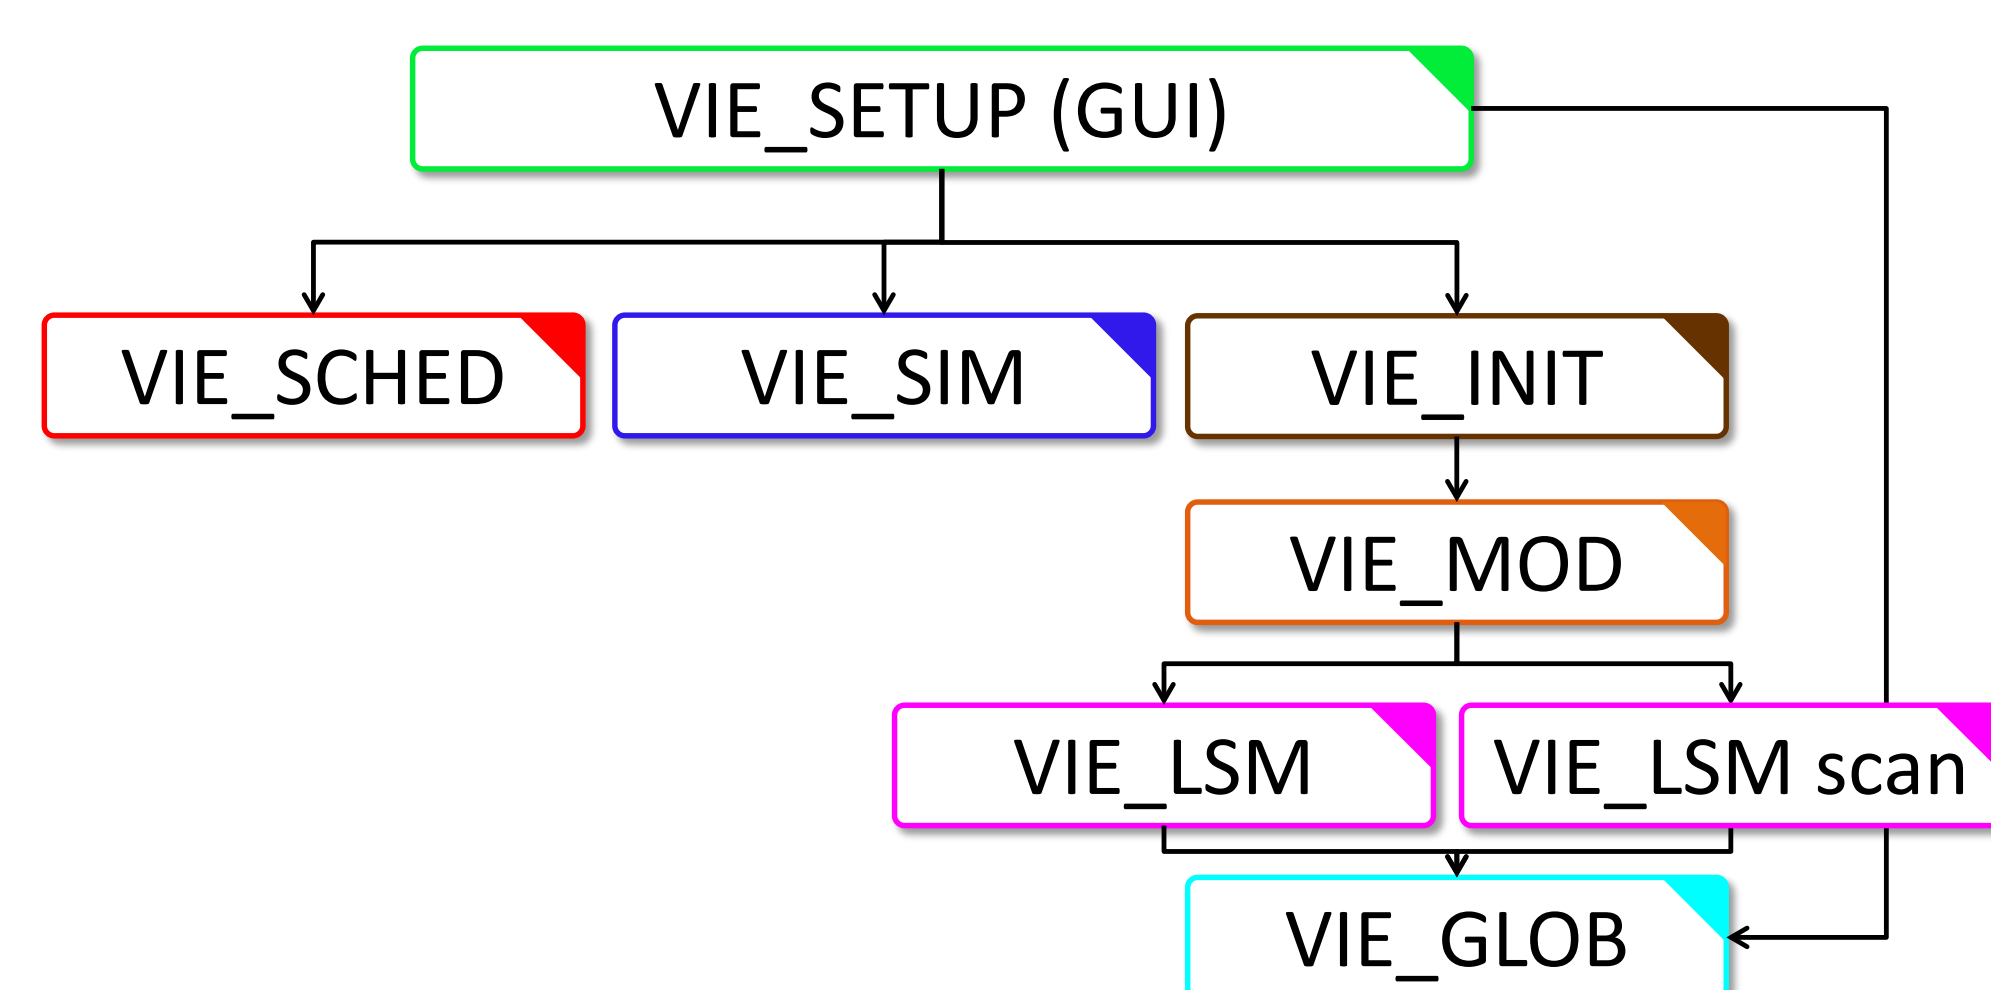 VIE_SETUP (GUI)
VIE_SCHED
VIE_SIM
VIE_INIT
VIE_MOD
VIE_LSM
VIE_LSM scan
VIE_GLOB